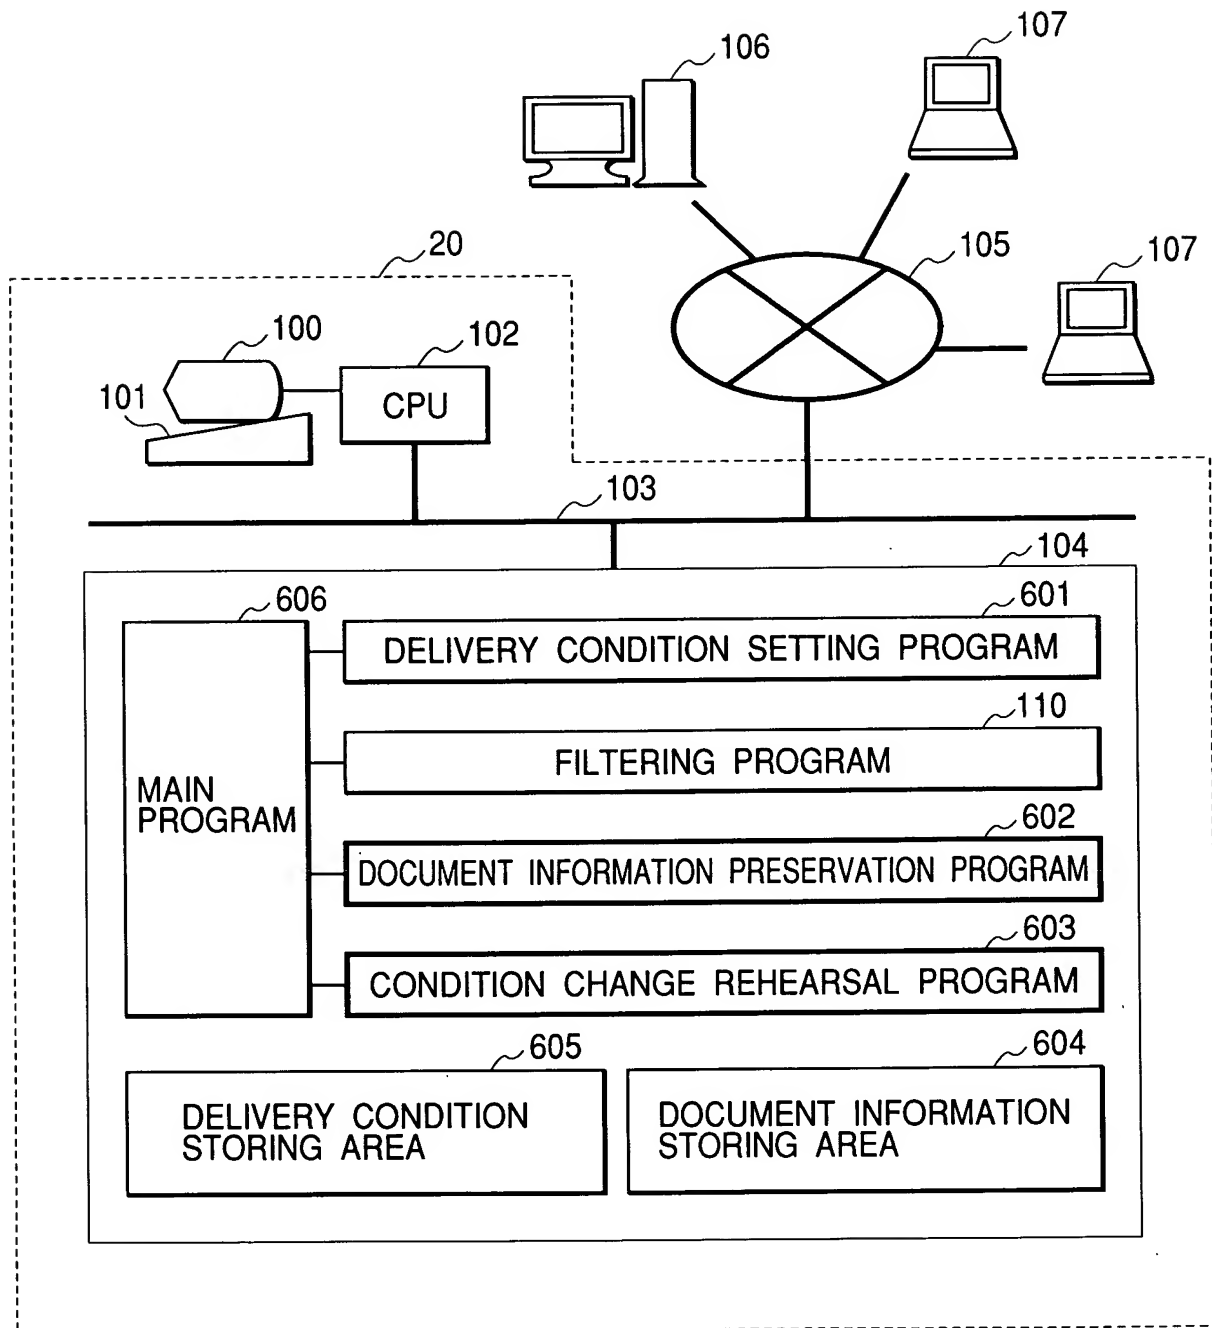 107
106
20
105
107
100
102
101
CPU
103
104
606
601
DELIVERY CONDITION SETTING PROGRAM
110
FILTERING PROGRAM
MAIN
PROGRAM
602
DOCUMENT INFORMATION PRESERVATION PROGRAM
603
CONDITION CHANGE REHEARSAL PROGRAM
605
604
DELIVERY CONDITION
STORING AREA
DOCUMENT INFORMATION
STORING AREA